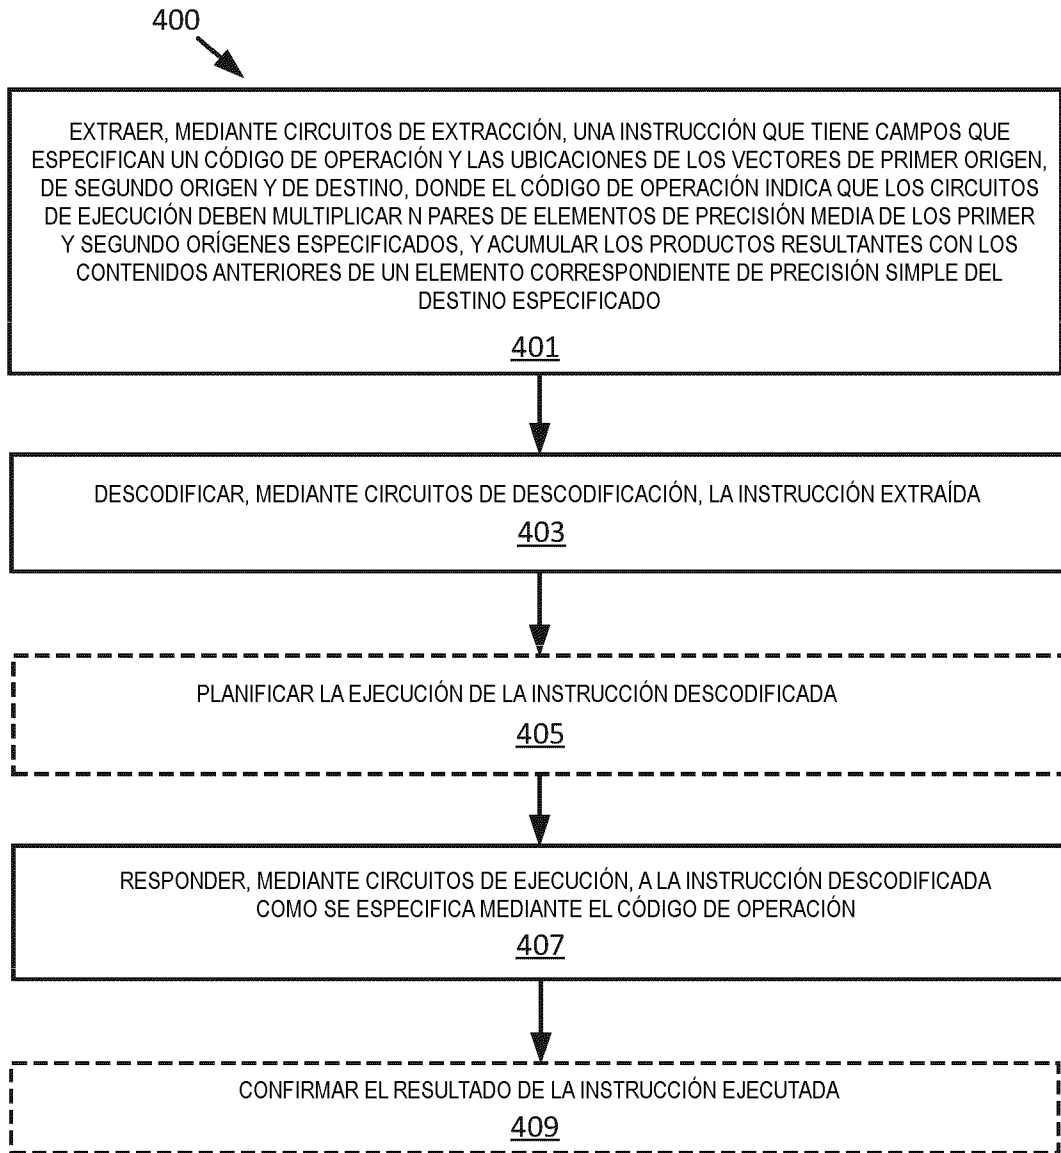 400
EXTRAER, MEDIANTE CIRCUITOS DE EXTRACCIÓN, UNA INSTRUCCIÓN QUE TIENE CAMPOS QUE
ESPECIFICAN UN CÓDIGO DE OPERACIÓN Y LAS UBICACIONES DE LOS VECTORES DE PRIMER ORIGEN,
DE SEGUNDO ORIGEN Y DE DESTINO, DONDE EL CÓDIGO DE OPERACIÓN INDICA QUE LOS CIRCUITOS
DE EJECUCIÓN DEBEN MULTIPLICAR N PARES DE ELEMENTOS DE PRECISIÓN MEDIA DE LOS PRIMER
Y SEGUNDO ORÍGENES ESPECIFICADOS, Y ACUMULAR LOS PRODUCTOS RESULTANTES CON LOS
CONTENIDOS ANTERIORES DE UN ELEMENTO CORRESPONDIENTE DE PRECISIÓN SIMPLE DEL
DESTINO ESPECIFICADO
401
DESCODIFICAR, MEDIANTE CIRCUITOS DE DESCODIFICACIÓN, LA INSTRUCCIÓN EXTRAÍDA
403
PLANIFICAR LA EJECUCIÓN DE LA INSTRUCCIÓN DESCODIFICADA
405
RESPONDER, MEDIANTE CIRCUITOS DE EJECUCIÓN, A LA INSTRUCCIÓN DESCODIFICADA
COMO SE ESPECIFICA MEDIANTE EL CÓDIGO DE OPERACIÓN
407
CONFIRMAR EL RESULTADO DE LA INSTRUCCIÓN EJECUTADA
409